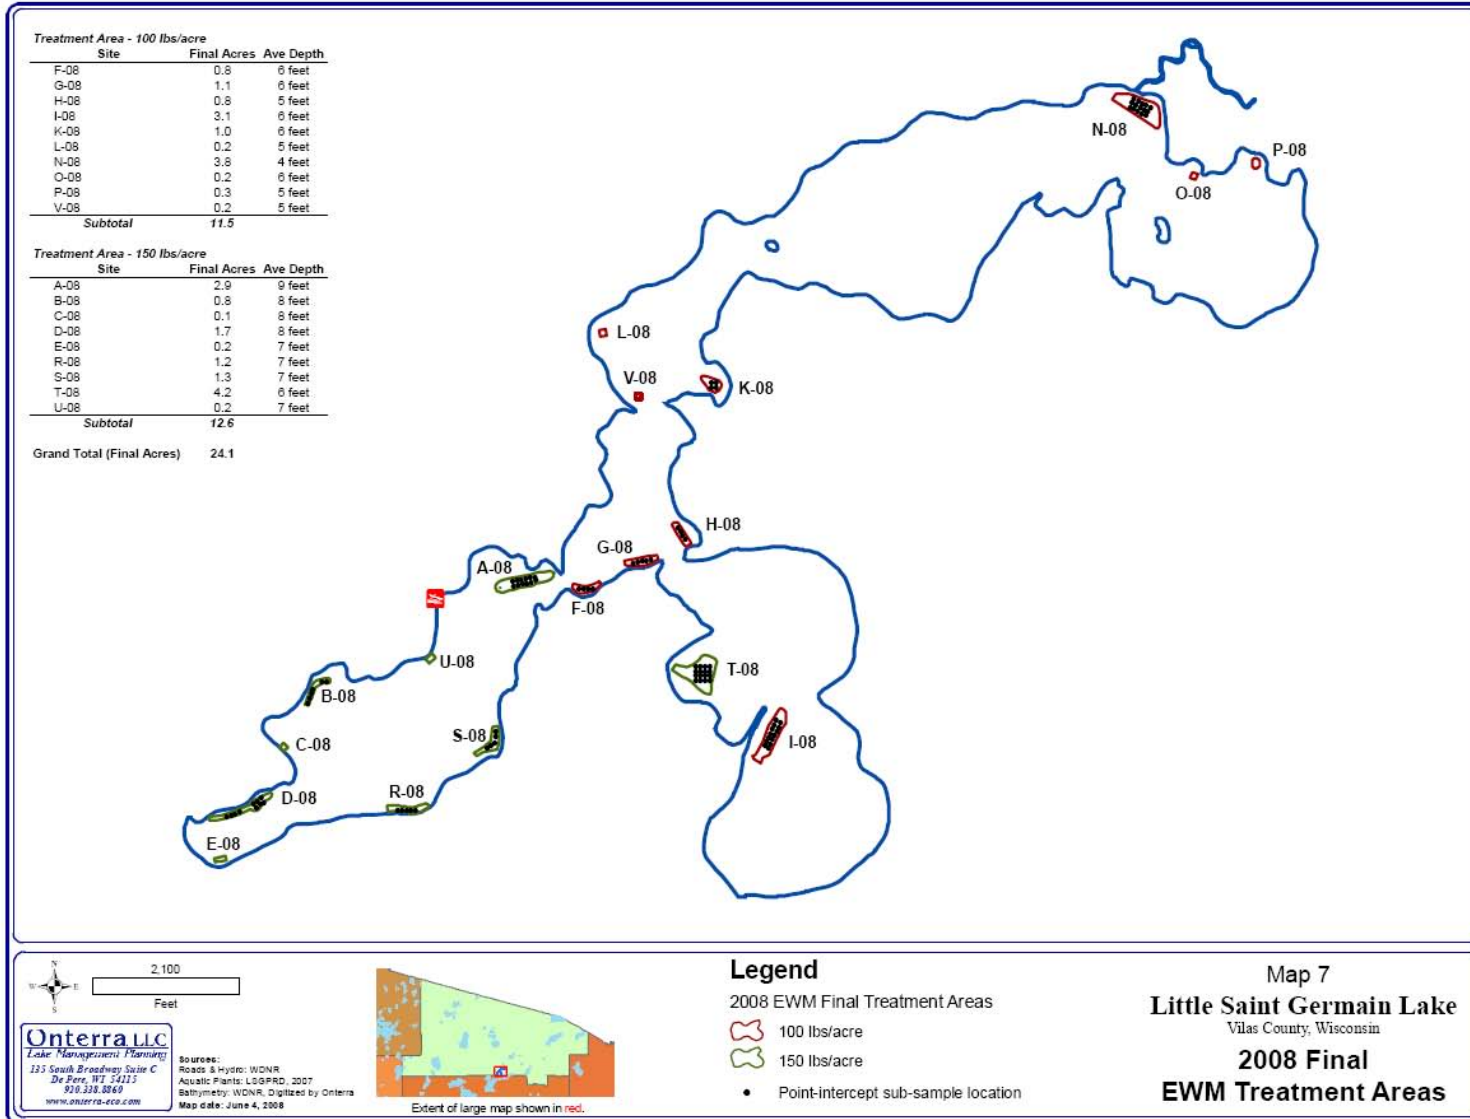 Treatment Area - 100 lbs/acre
Site Final Acres Ave Depth
F-08 0.8 6 feet
G-08 1.1 6 feet
H-08 0.8 5 feet
I-08 3.1 6 feet
K-08 1.0 6 feet
L-08 0.2 5 feet
N-08 3.8 4 feet
O-08 0.2 6 feet
P-08 0.3 5 feet
V-08 0.2 5 feet
Subtotal 11.5
Treatment Area - 150 lbs/acre
Site Final Acres Ave Depth
A-08 2.9 9 feet
B-08 0.8 8 feet
C-08 0.1 8 feet
D-08 1.7 8 feet
E-08 0.2 7 feet
R-08 1.2 7 feet
S-08 1.3 7 feet
T-08 4.2 6 feet
U-08 0.2 7 feet
Subtotal 12.6
Grand Total (Final Acres) 24.1
N-08
P-08
O-08
L-08
V-08
K-08
H-08
G-08
A-08
F-08
U-08
T-08
B-08
S-08
C-08
I-08
R-08
D-08
E-08
N
W E
S
2,100
Feet
Onterra LLC
Lake Management Planning
135 South Broadway Suite C
De Pere, WI 54115
920.338.8860
www.onterra-eco.com
Sources:
Roads & Hydro: WDNR
Aquatic Plants: LSGPRD, 2007
Bathymetry: WDNR, Digitized by Onterra
Map date: June 4, 2008
Extent of large map shown in red.
Legend
2008 EWM Final Treatment Areas
100 lbs/acre
150 lbs/acre
Point-intercept sub-sample location
Map 7
Little Saint Germain Lake
Vilas County, Wisconsin
2008 Final
EWM Treatment Areas